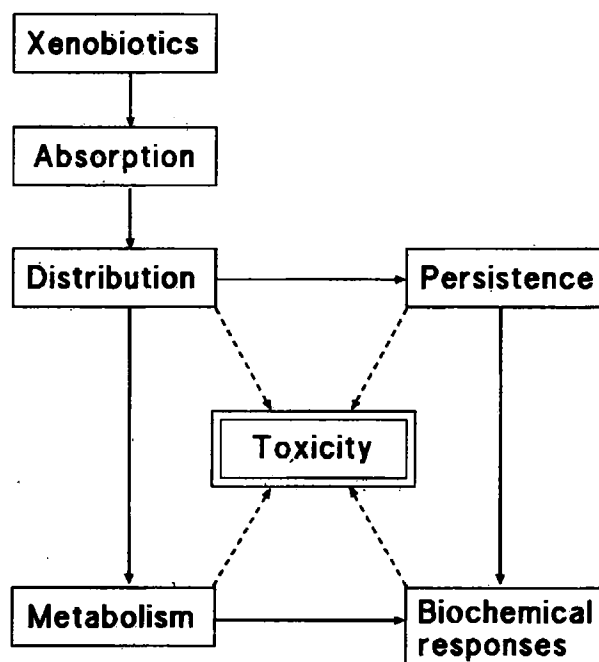 Xenobiotics
Absorption
Distribution
Persistence
Toxicity
Metabolism
Biochemical
responses